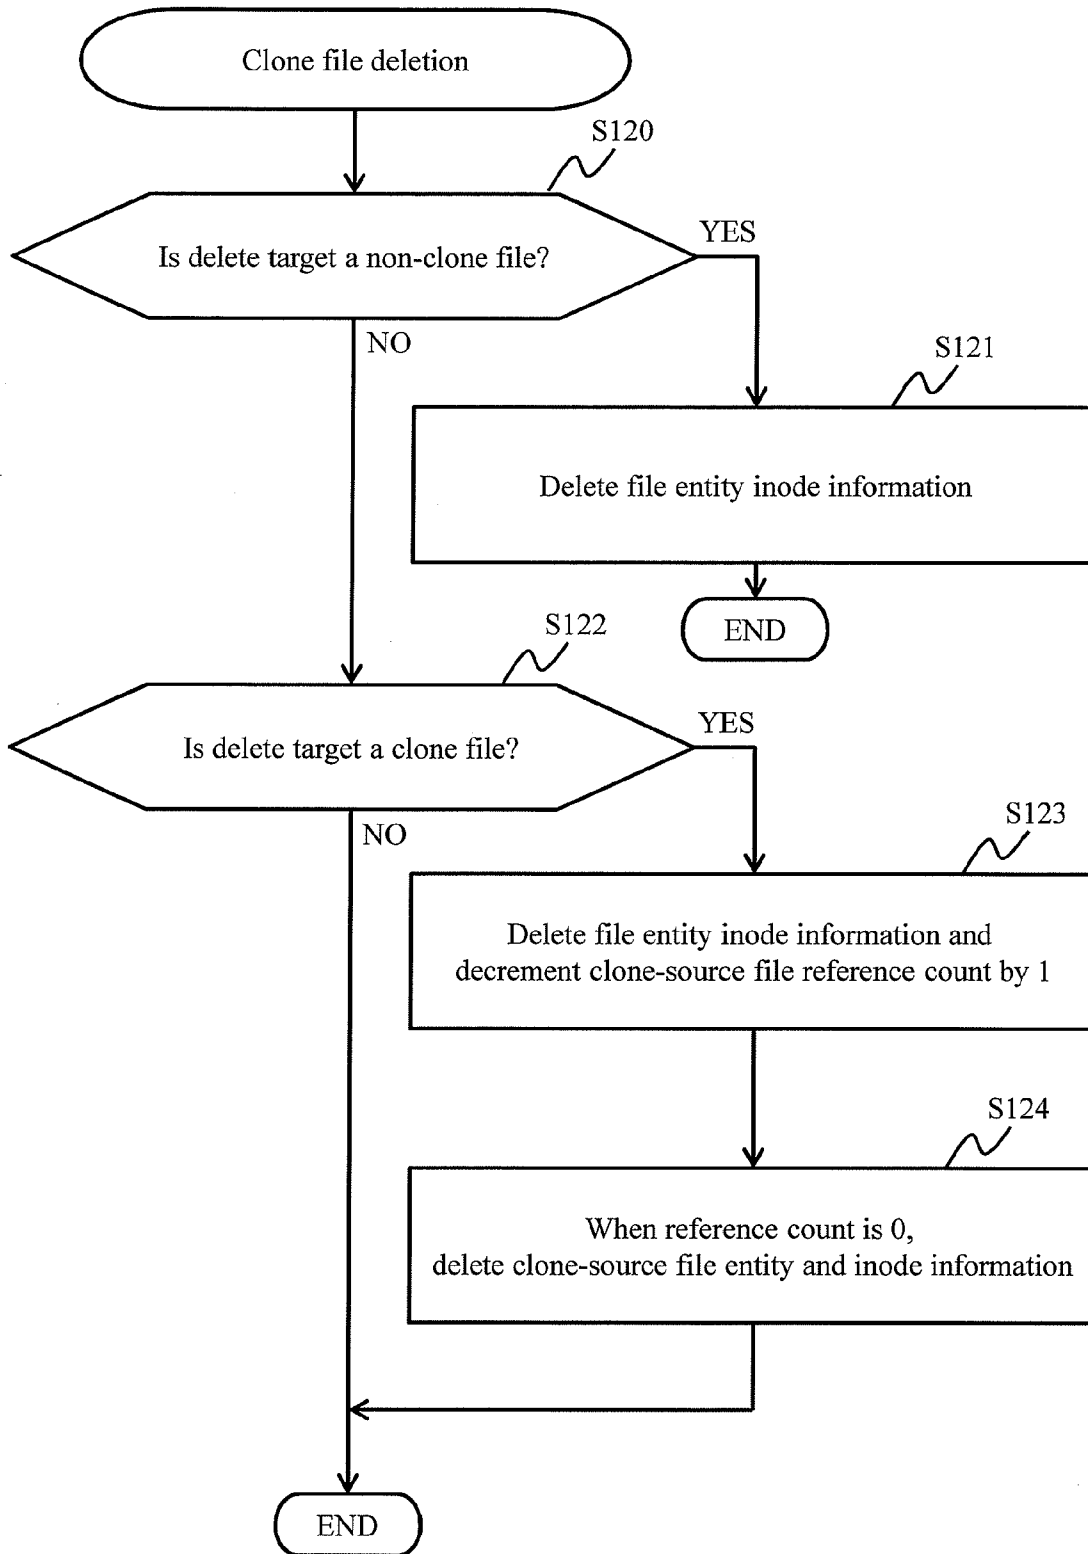 Clone file deletion
S120
Is delete target a non-clone file?
YES
NO
S121
Delete file entity inode information
END
S122
Is delete target a clone file?
YES
NO
S123
Delete file entity inode information and
decrement clone-source file reference count by 1
S124
When reference count is 0,
delete clone-source file entity and inode information
END